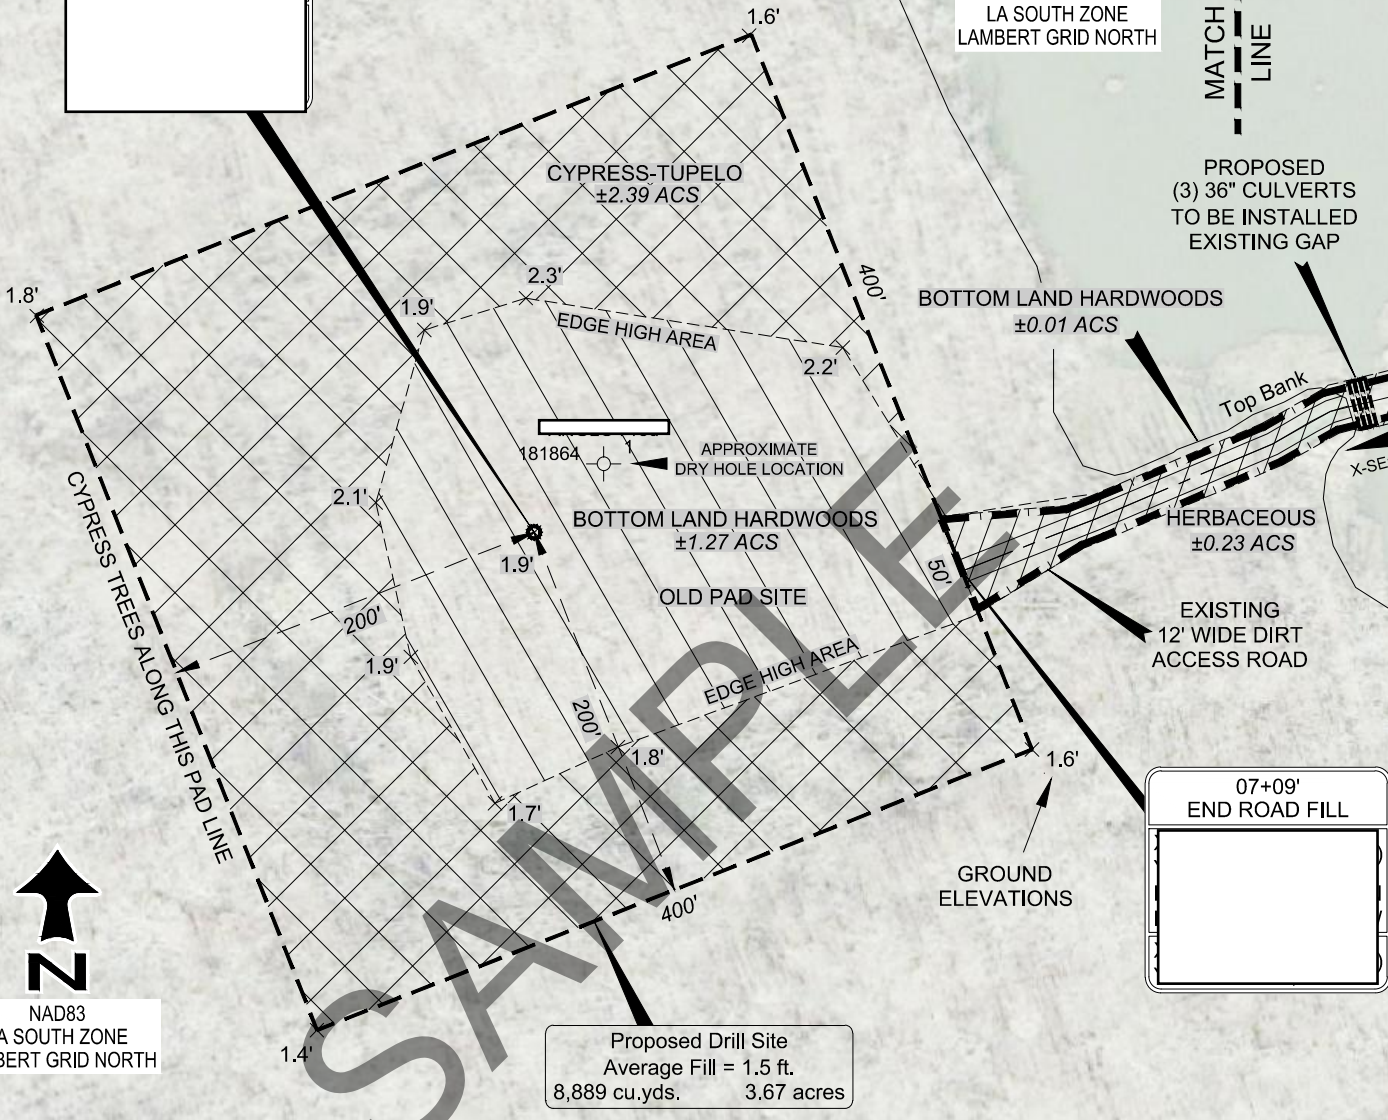 1.6'
LA SOUTH ZONE
LAMBERT GRID NORTH
MATCH
LINE
PROPOSED
(3) 36" CULVERTS
TO BE INSTALLED
EXISTING GAP
CYPRESS-TUPELO
±2.39 ACS
400'
1.8'
1.9'
2.3'
EDGE HIGH AREA
2.2'
BOTTOM LAND HARDWOODS
±0.01 ACS
Top Bank
181864
1
APPROXIMATE
DRY HOLE LOCATION
X-SE
2.1'
BOTTOM LAND HARDWOODS
±1.27 ACS
1.9'
HERBACEOUS
±0.23 ACS
50'
OLD PAD SITE
200'
EXISTING
12' WIDE DIRT
ACCESS ROAD
CYPRESS TREES ALONG THIS PAD LINE
1.9'
EDGE HIGH AREA
200'
1.8'
1.6'
1.7'
07+09'
END ROAD FILL
GROUND
ELEVATIONS
400'
N
NAD83
A SOUTH ZONE
BERT GRID NORTH
1.4'
Proposed Drill Site
Average Fill = 1.5 ft.
8,889 cu.yds. 3.67 acres
SAMPLE